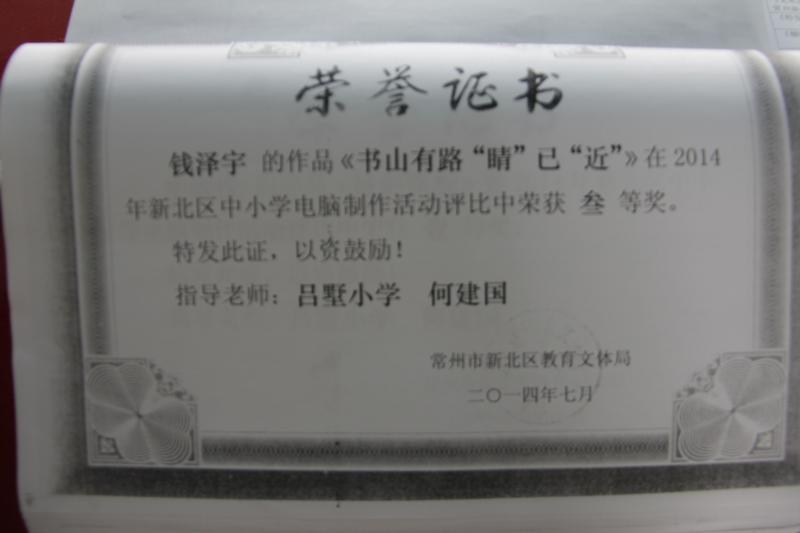 荣誉证书
钱泽宇 的作品《书山有路“睛”已“近”》在 2014
年新北区中小学电脑制作活动评比中荣获 叁 等奖。
特发此证，以资鼓励！
指导老师：吕墅小学 何建国
常州市新北区教育文体局
二〇一四年七月